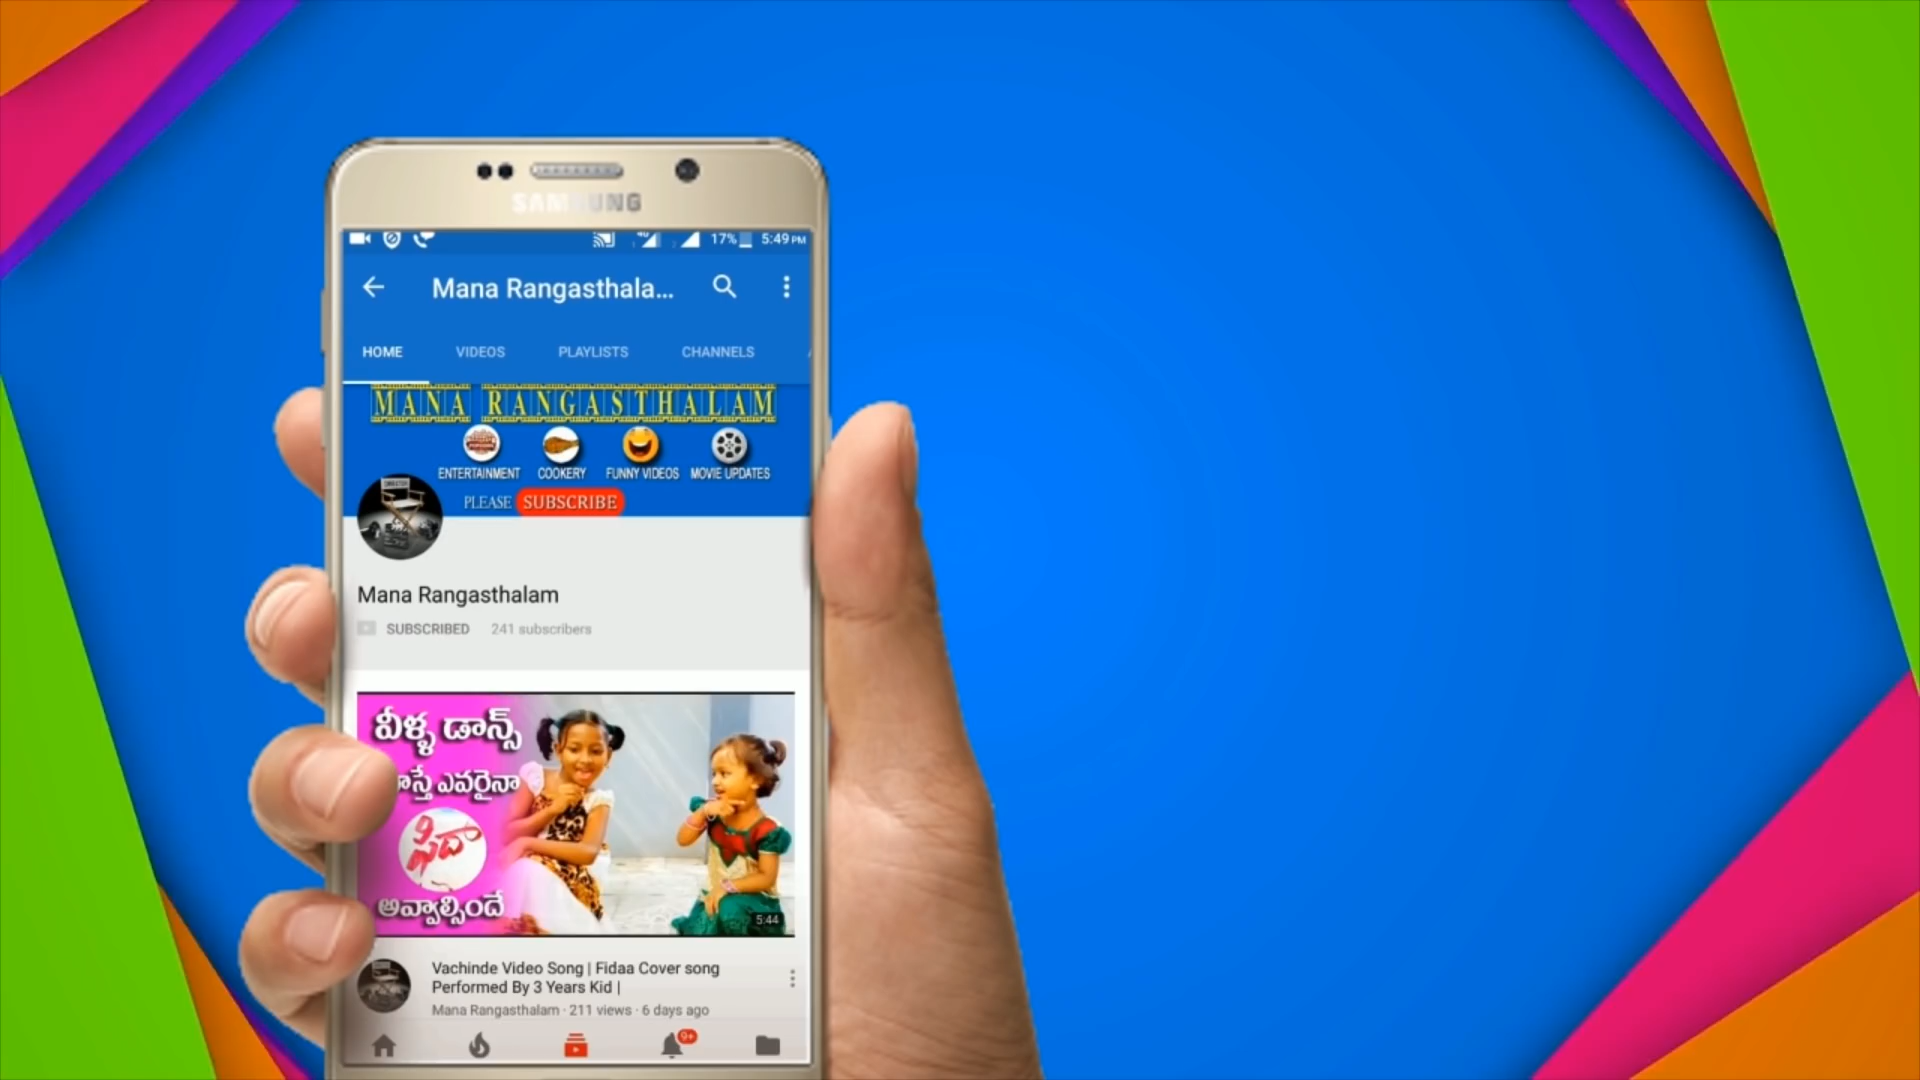 SAMSUNG
17% 5:49 PM
Mana Rangasthala...
HOME VIDEOS PLAYLISTS CHANNELS
MANA RANGASTHALAM
ENTERTAINMENT COOKERY FUNNY VIDEOS MOVIE UPDATES
PLEASE SUBSCRIBE
Mana Rangasthalam
SUBSCRIBED 241 subscribers
వీళ్ళ డాన్స్
ఎవరైనా
ఫిదా
అవ్వాల్సిందే
5:44
Vachinde Video Song | Fidaa Cover song
Performed By 3 Years Kid |
Mana Rangasthalam · 211 views · 6 days ago
9+